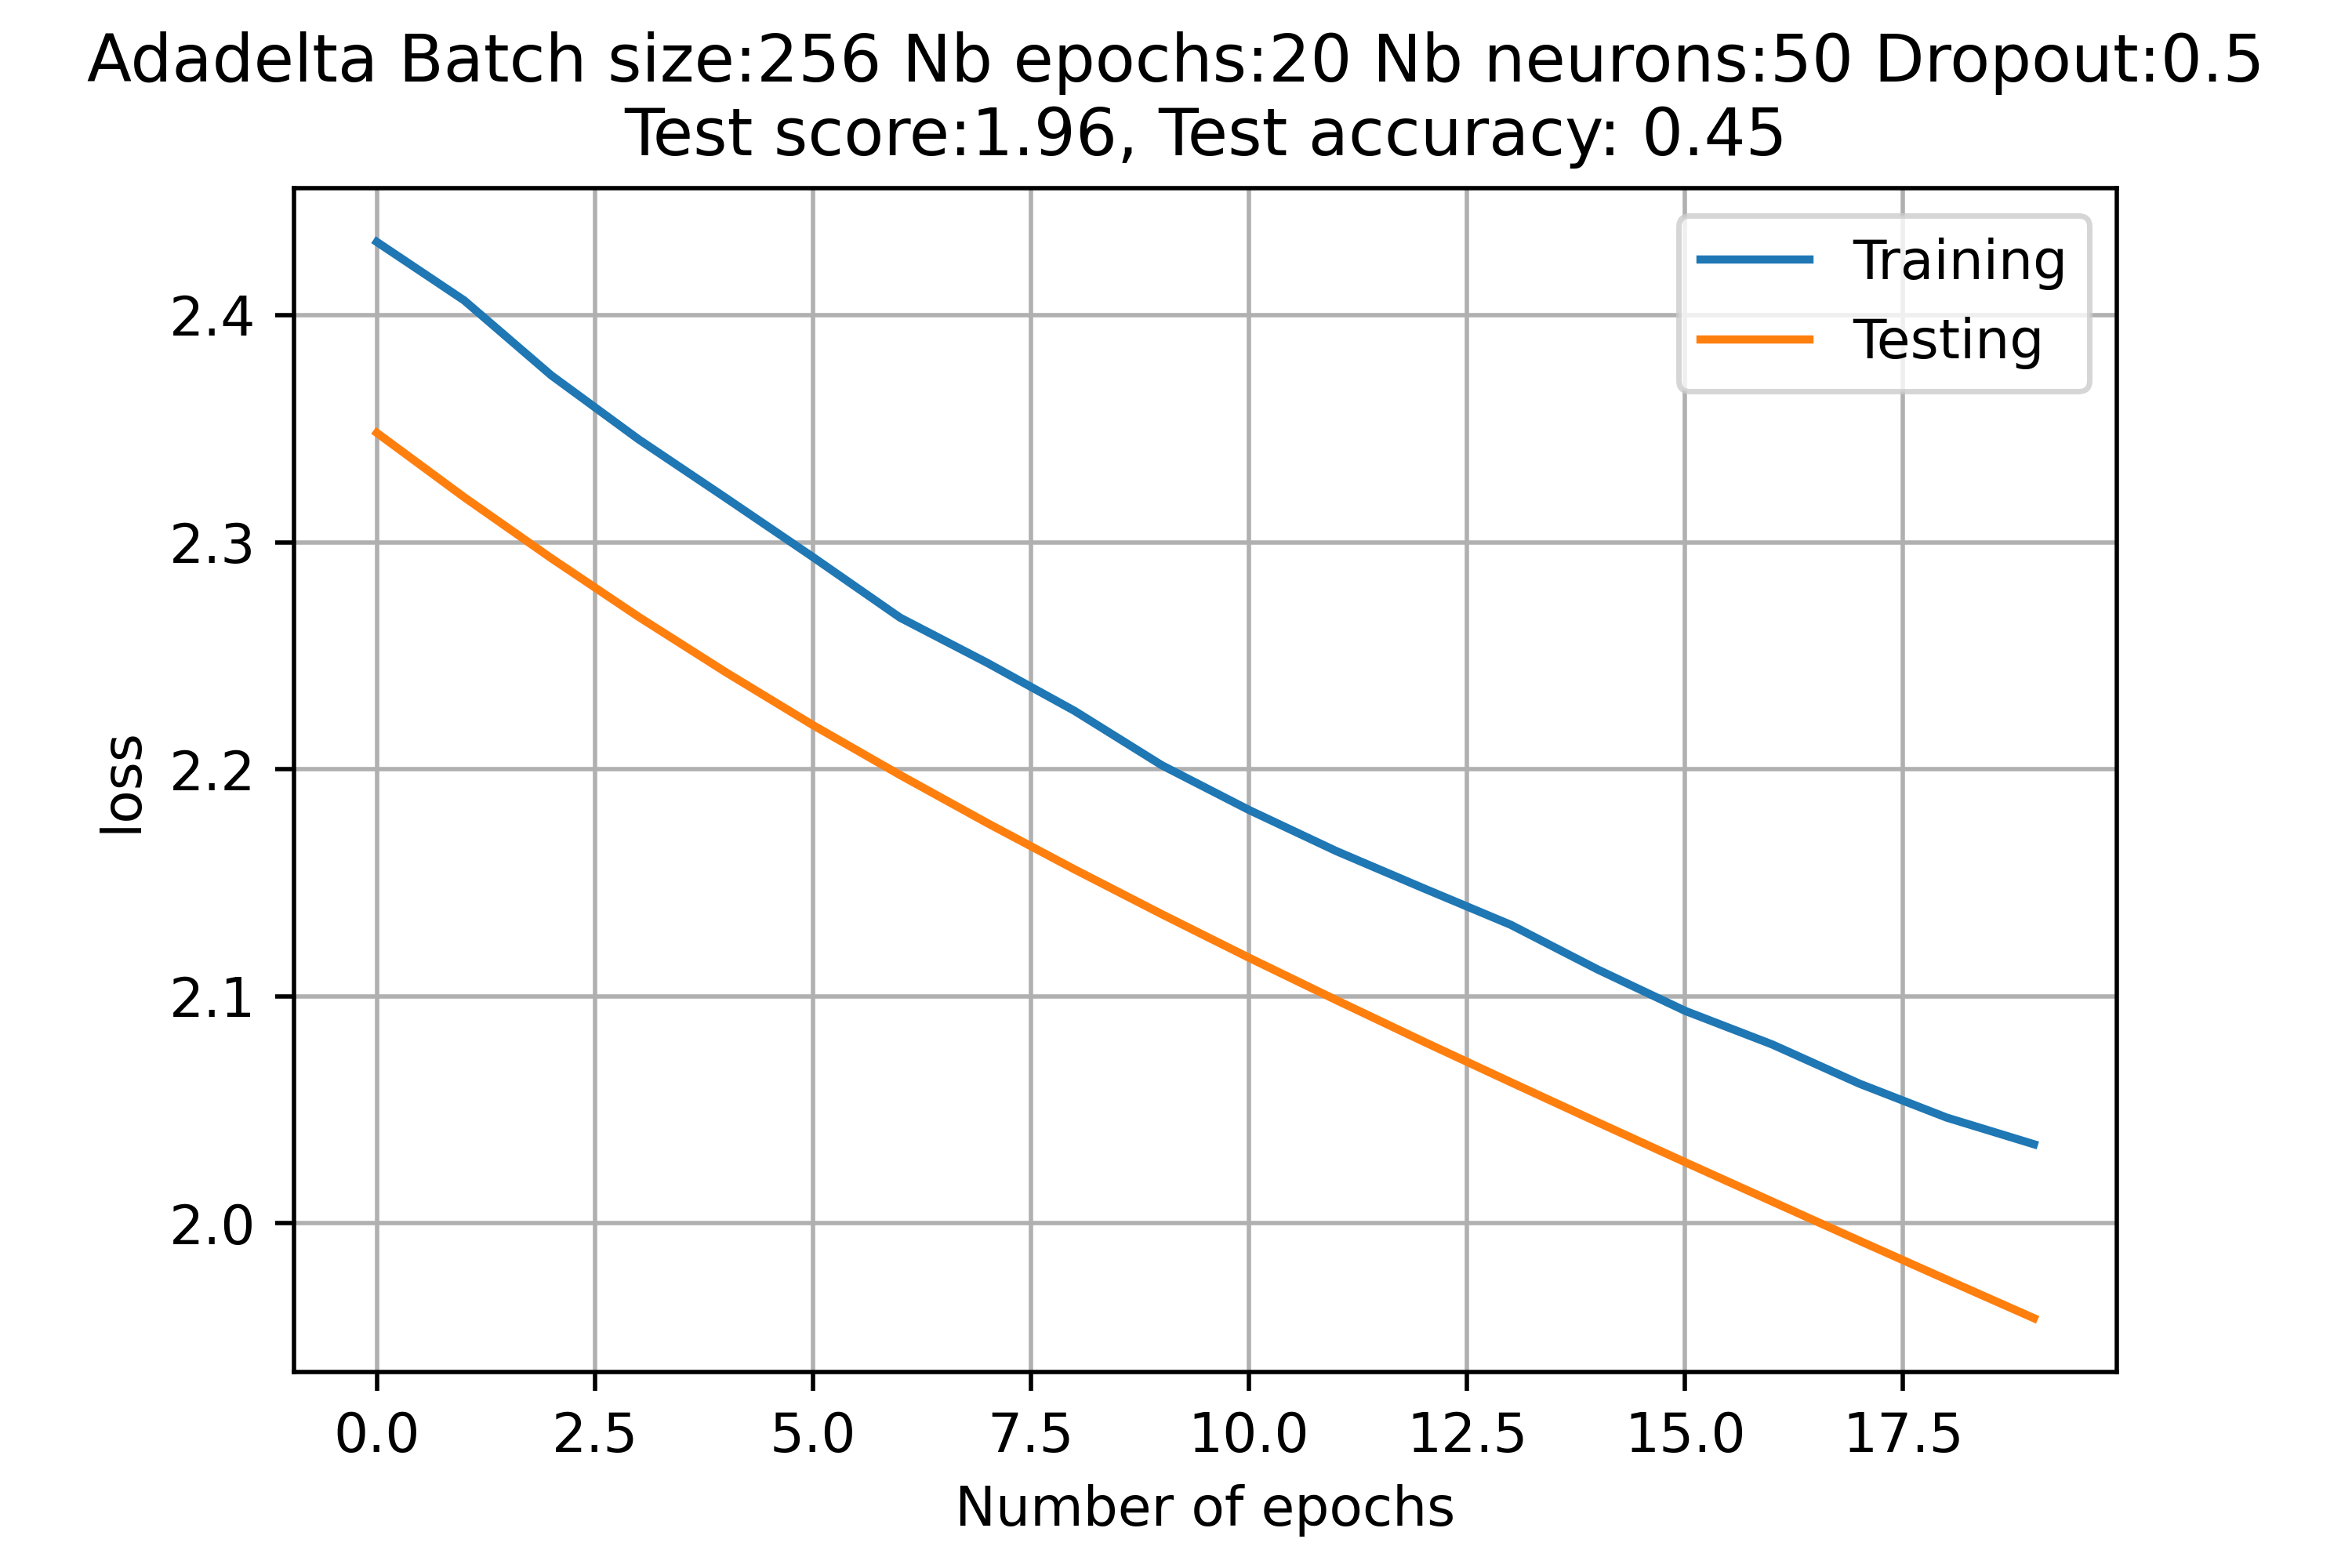 Adadelta Batch size:256 Nb epochs:20 Nb neurons:50 Dropout:0.5
Test score:1.96, Test accuracy: 0.45
Training
Testing
2.4
2.3
2.2
2.1
2.0
loss
0.0 2.5 5.0 7.5 10.0 12.5 15.0 17.5
Number of epochs